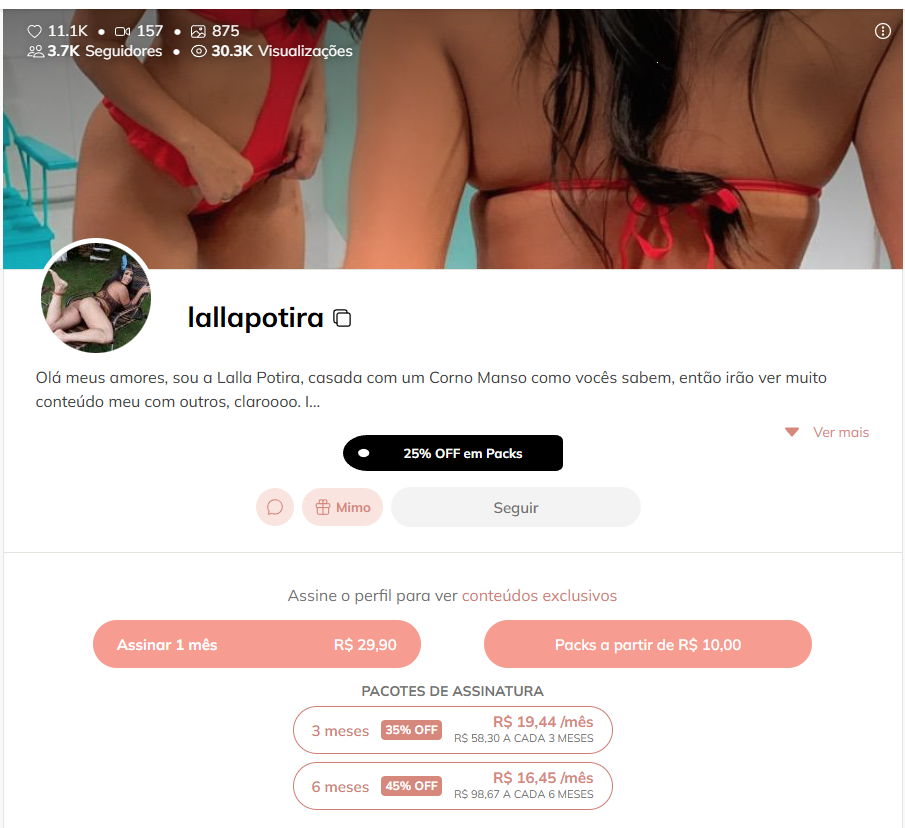 11.1K • 157 • 875
3.7K Seguidores • 30.3K Visualizações
lallapotira
Olá meus amores, sou a Lalla Potira, casada com um Corno Manso como vocês sabem, então irão ver muito
conteúdo meu com outros, claroooo. I...
Ver mais
25% OFF em Packs
Mimo
Seguir
Assine o perfil para ver conteúdos exclusivos
Assinar 1 mês R$ 29,90
Packs a partir de R$ 10,00
PACOTES DE ASSINATURA
3 meses 35% OFF R$ 19,44 /mês
R$ 58,30 A CADA 3 MESES
6 meses 45% OFF R$ 16,45 /mês
R$ 98,67 A CADA 6 MESES